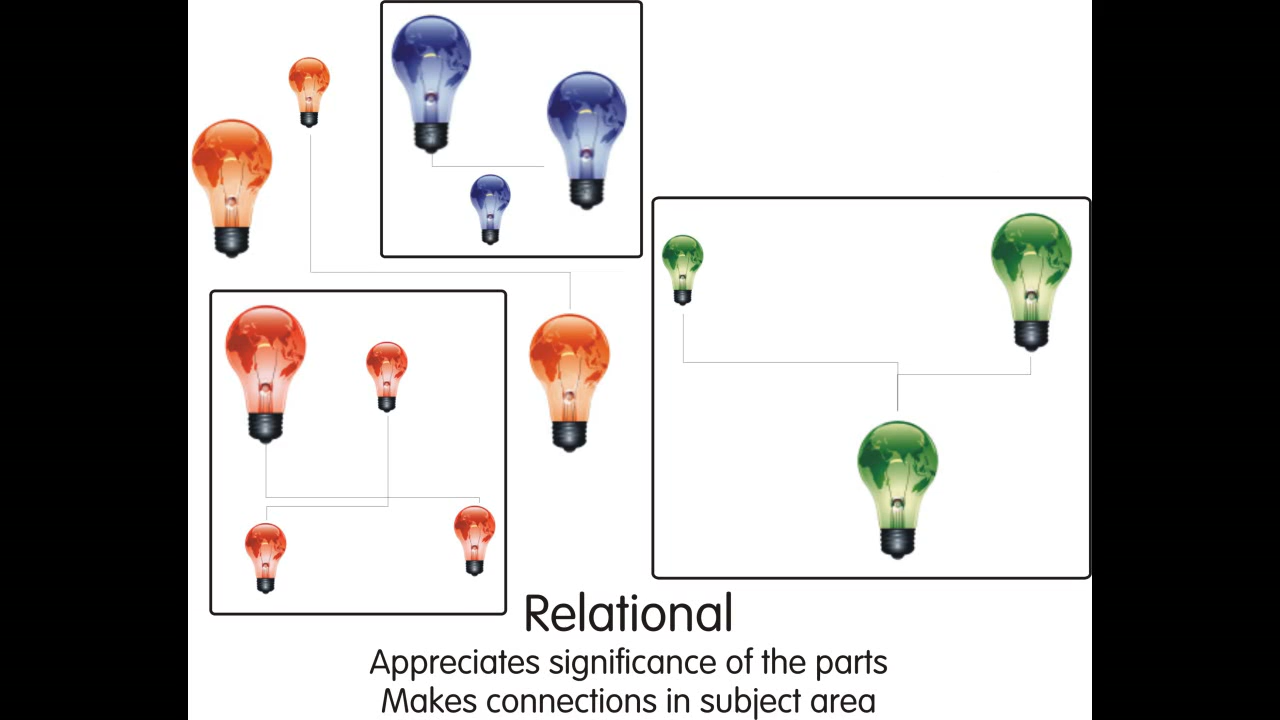 Relational
Appreciates significance of the parts
Makes connections in subject area